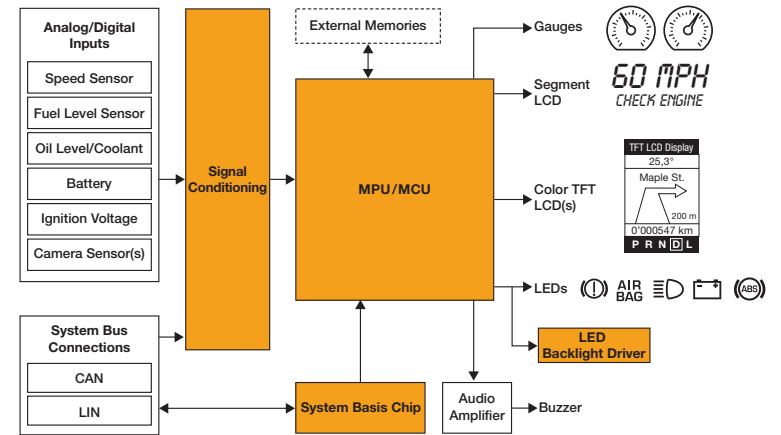 Analog/Digital
Inputs
Speed Sensor
Fuel Level Sensor
Oil Level/Coolant
Battery
Ignition Voltage
Camera Sensor(s)
System Bus
Connections
CAN
LIN
Signal
Conditioning
External Memories
MPU/MCU
System Basis Chip
Audio
Amplifier
Buzzer
Gauges
Segment
LCD
60 MPH
CHECK ENGINE
Color TFT
LCD(s)
TFT LCD Display
25,3°
Maple St.
200 m
0'000547 km
P R N D L
LEDs
AIR
BAG
ABS
LED
Backlight Driver